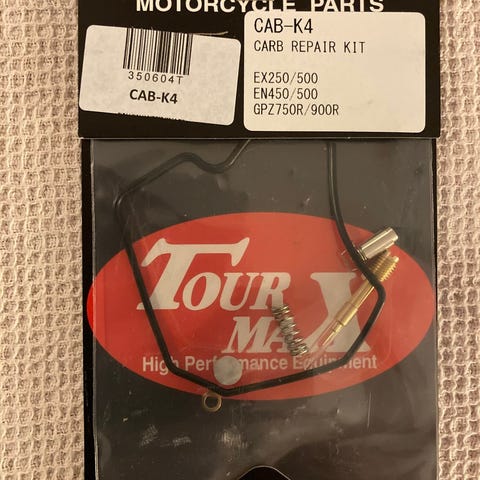 MOTORCYCLE PARTS
350604T
CAB-K4
CAB-K4
CARB REPAIR KIT
EX250/500
EN450/500
GPZ750R/900R
TOUR
MAX
High Performance Equipment